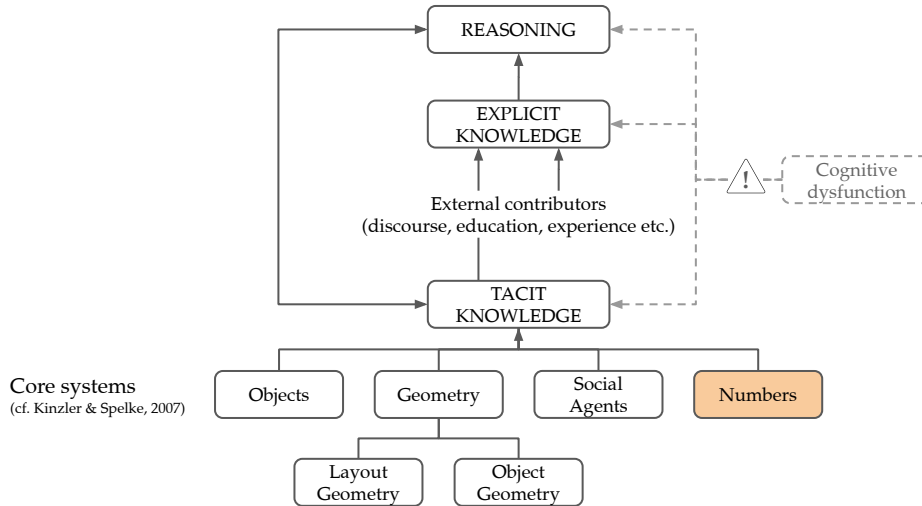 REASONING
EXPLICIT
KNOWLEDGE
!
Cognitive
dysfunction
External contributors
(discourse, education, experience etc.)
TACIT
KNOWLEDGE
Core systems
(cf. Kinzler & Spelke, 2007)
Objects
Geometry
Social
Agents
Numbers
Layout
Geometry
Object
Geometry